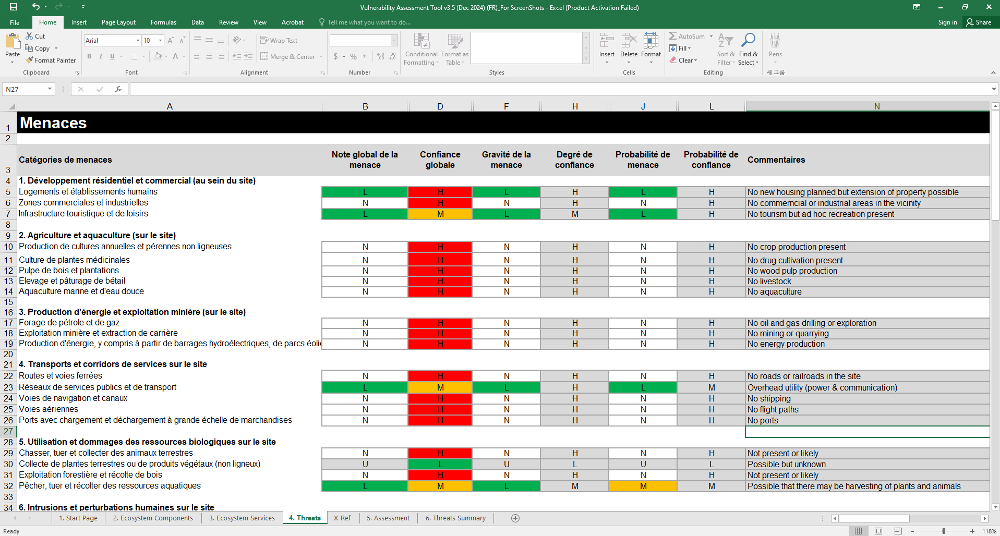 Vulnerability Assessment Tool v3.5 (Dec 2024) (FR)_For ScreenShots - Excel (Product Activation Failed)
File Home Insert Page Layout Formulas Data Review View Acrobat Tell me what you want to do... Sign in Share
Cut
Copy
Format Painter
Paste
Clipboard
Arial 10
B I U
Font
Wrap Text
Merge & Center
Alignment
$ % ,
Number
Conditional Formatting
Format as Table
Styles
Insert Delete Format
Cells
AutoSum
Fill
Clear
Sort & Filter
Find & Select
Editing
Pens
새 그룹
N27 fx
A B D F H J L N
1 Menaces
2
3 Catégories de menaces Note global de la menace Confiance globale Gravité de la menace Degré de confiance Probabilité de menace Probabilité de confiance Commentaires
4 1. Développement résidentiel et commercial (au sein du site)
5 Logements et établissements humains L H L H L H No new housing planned but extension of property possible
6 Zones commerciales et industrielles N H N H N H No commerncial or industrial areas in the vicinity
7 Infrastructure touristique et de loisirs L M L M L H No tourism but ad hoc recreation present
8
9 2. Agriculture et aquaculture (sur le site)
10 Production de cultures annuelles et pérennes non ligneuses N H N H N H No crop production present
11 Culture de plantes médicinales N H N H N H No drug cultivation present
12 Pulpe de bois et plantations N H N H N H No wood pulp production
13 Elevage et pâturage de bétail N H N H N H No livestock
14 Aquaculture marine et d'eau douce N H N H N H No aquaculture
15
16 3. Production d'énergie et exploitation minière (sur le site)
17 Forage de pétrole et de gaz N H N H N H No oil and gas drilling or exploration
18 Exploitation minière et extraction de carrière N H N H N H No mining or quarrying
19 Production d'énergie, y compris à partir de barrages hydroélectriques, de parcs éolie N H N H N H No energy production
20
21 4. Transports et corridors de services sur le site
22 Routes et voies ferrées N H N H N H No roads or railroads in the site
23 Réseaux de services publics et de transport L M L H L M Overhead utility (power & communication)
24 Voies de navigation et canaux N H N H N H No shipping
25 Voies aériennes N H N H N H No flight paths
26 Ports avec chargement et déchargement à grande échelle de marchandises N H N H N H No ports
27
28 5. Utilisation et dommages des ressources biologiques sur le site
29 Chasser, tuer et collecter des animaux terrestres N H N H N H Not present or likely
30 Collecte de plantes terrestres ou de produits végétaux (non ligneux) U L U L U L Possible but unknown
31 Exploitation forestière et récolte de bois N H N H N H Not present or likely
32 Pêcher, tuer et récolter des ressources aquatiques L M L M M M Possible that there may be harvesting of plants and animals
33
34 6. Intrusions et perturbations humaines sur le site
1. Start Page 2. Ecosystem Components 3. Ecosystem Services 4. Threats X-Ref 5. Assessment 6. Threats Summary
Ready 118%